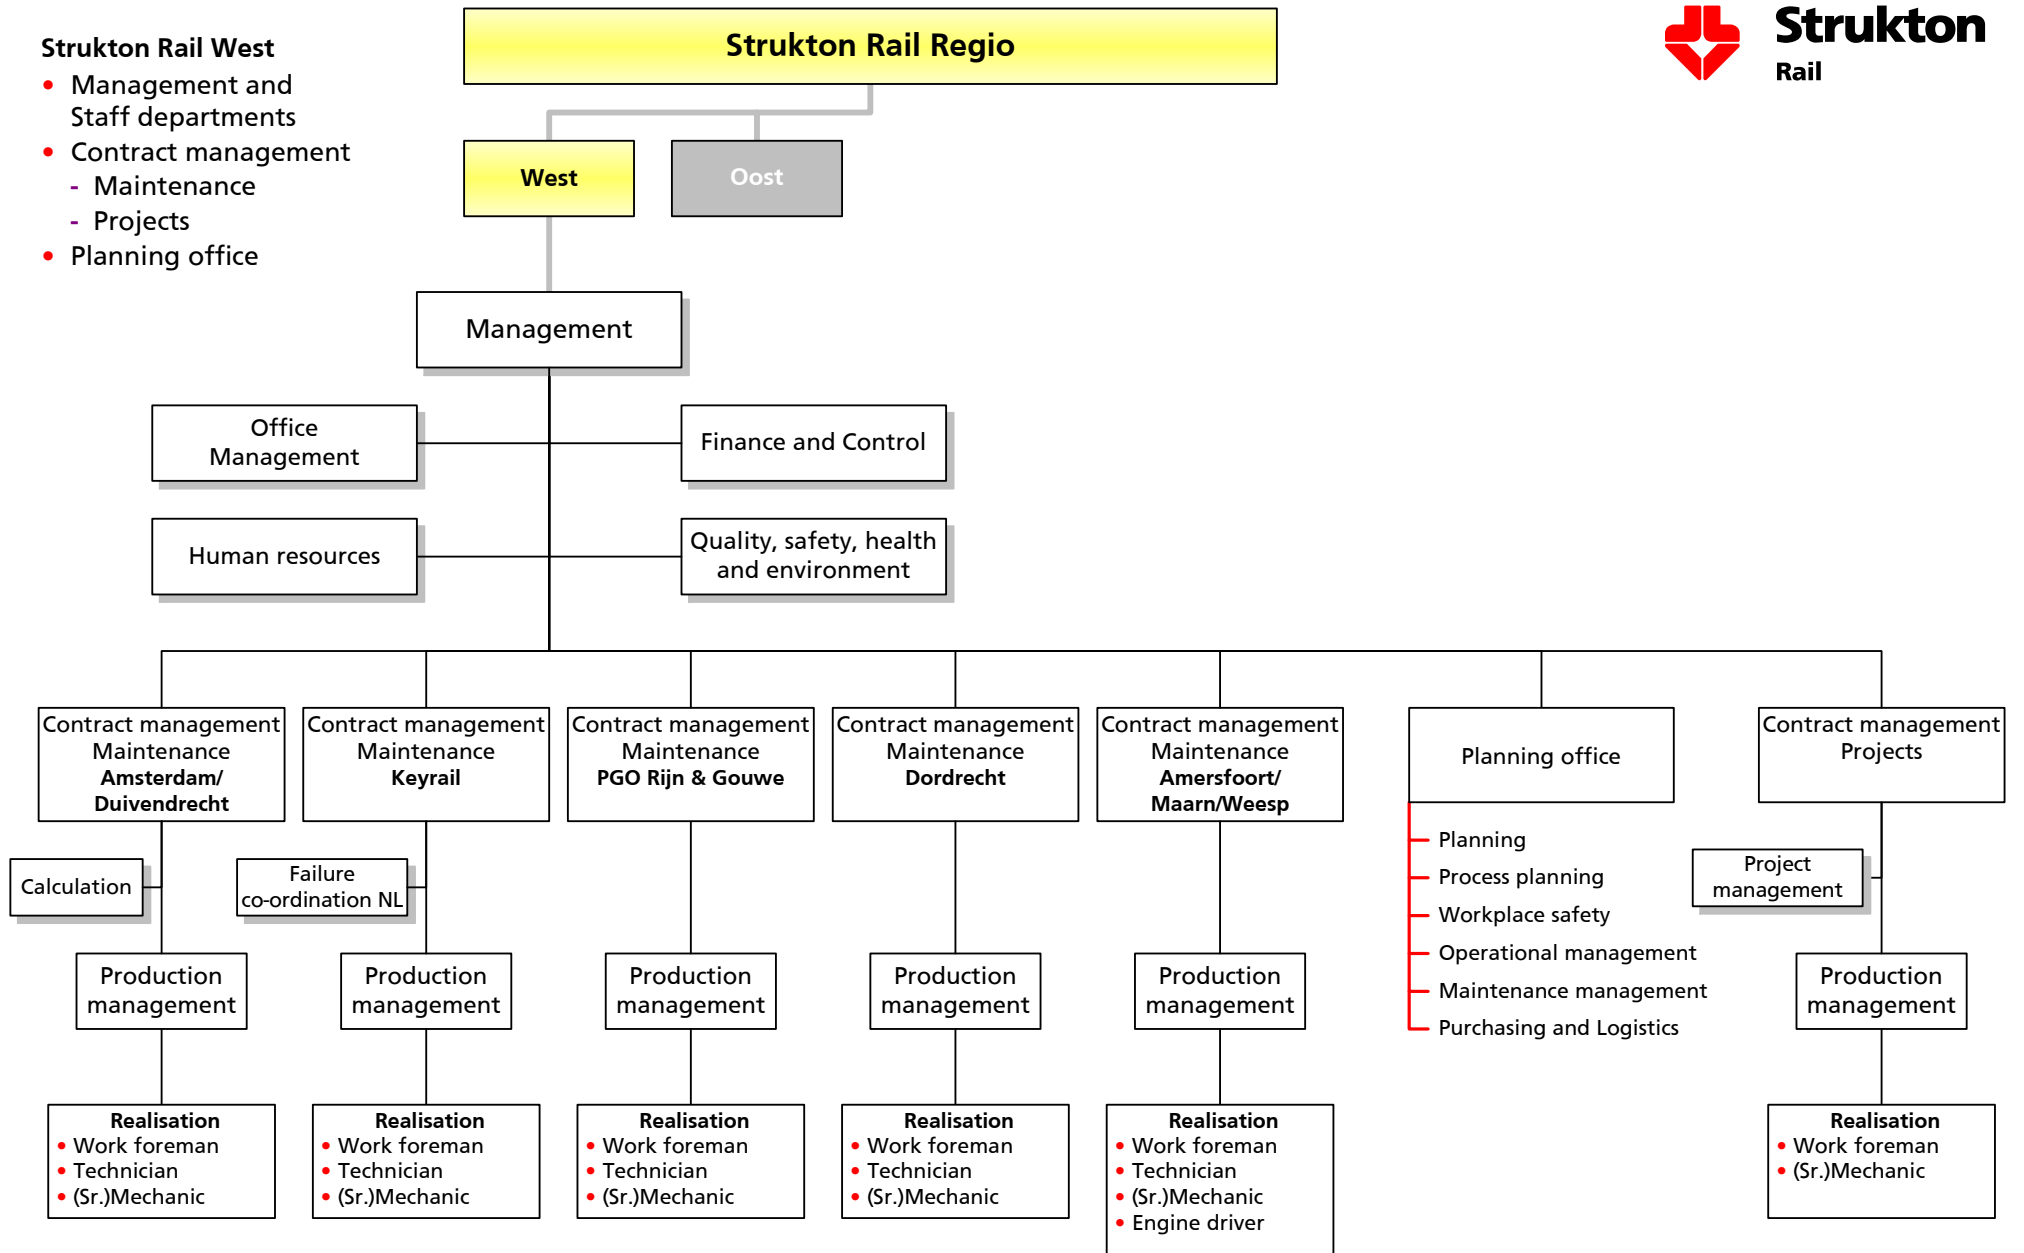 Strukton Rail West
• Management and
Staff departments
• Contract management
- Maintenance
- Projects
• Planning office
Strukton Rail Regio
Strukton
Rail
West
Oost
Management
Office
Management
Finance and Control
Human resources
Quality, safety, health
and environment
Contract management
Maintenance
Amsterdam/
Duivendrecht
Contract management
Maintenance
Keyrail
Contract management
Maintenance
PGO Rijn & Gouwe
Contract management
Maintenance
Dordrecht
Contract management
Maintenance
Amersfoort/
Maarn/Weesp
Planning office
Contract management
Projects
Calculation
Failure
co-ordination NL
Planning
Process planning
Workplace safety
Operational management
Maintenance management
Purchasing and Logistics
Project
management
Production
management
Production
management
Production
management
Production
management
Production
management
Production
management
Realisation
• Work foreman
• Technician
• (Sr.)Mechanic
Realisation
• Work foreman
• Technician
• (Sr.)Mechanic
Realisation
• Work foreman
• Technician
• (Sr.)Mechanic
Realisation
• Work foreman
• Technician
• (Sr.)Mechanic
Realisation
• Work foreman
• Technician
• (Sr.)Mechanic
• Engine driver
Realisation
• Work foreman
• (Sr.)Mechanic